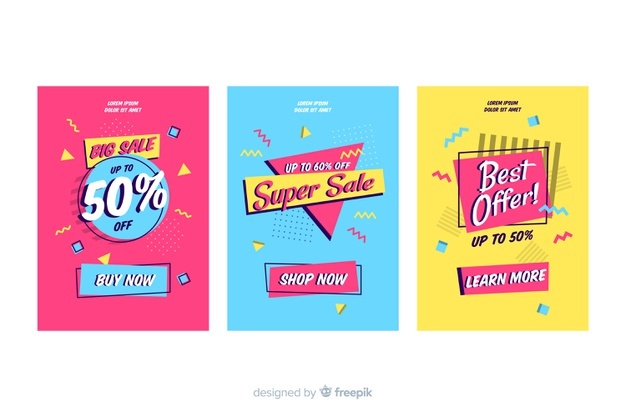 LOREM IPSUM
DOLOR SIT AMET
BIG SALE
UP TO
50%
OFF
BUY NOW
LOREM IPSUM
DOLOR SIT AMET
UP TO 60% OFF
Super Sale
SHOP NOW
LOREM IPSUM
DOLOR SIT AMET
Best
Offer!
UP TO 50%
LEARN MORE
designed by freepik